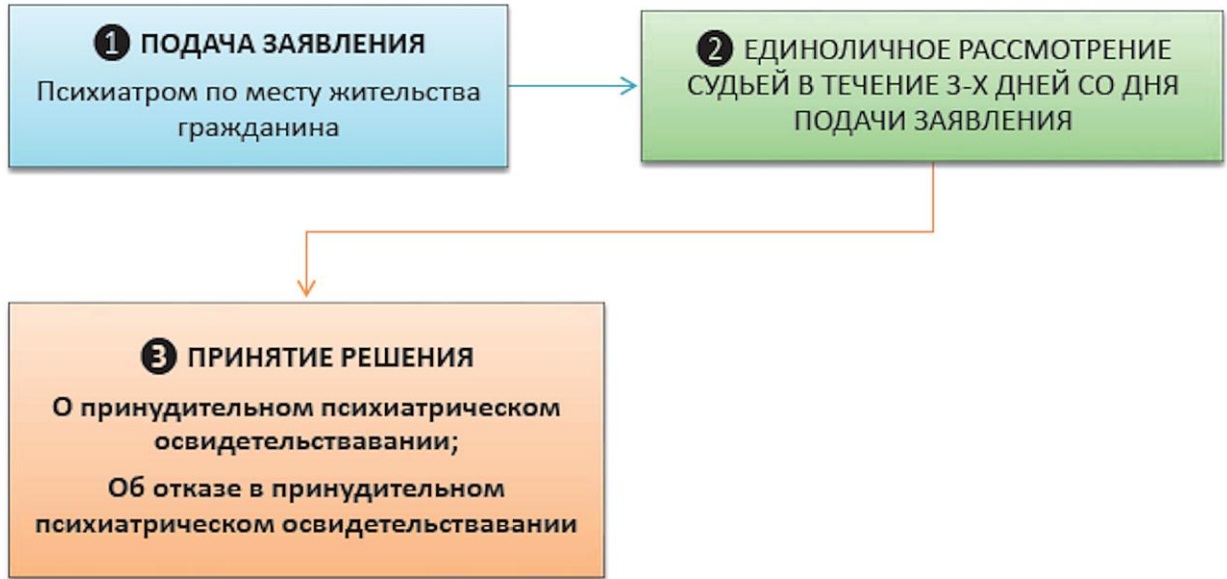 ❶ ПОДАЧА ЗАЯВЛЕНИЯ
Психиатром по месту жительства
гражданина
❷ ЕДИНОЛИЧНОЕ РАССМОТРЕНИЕ
СУДЬЕЙ В ТЕЧЕНИЕ 3-Х ДНЕЙ СО ДНЯ
ПОДАЧИ ЗАЯВЛЕНИЯ
❸ ПРИНЯТИЕ РЕШЕНИЯ
О принудительном психиатрическом
освидетельствавании;
Об отказе в принудительном
психиатрическом освидетельствавании